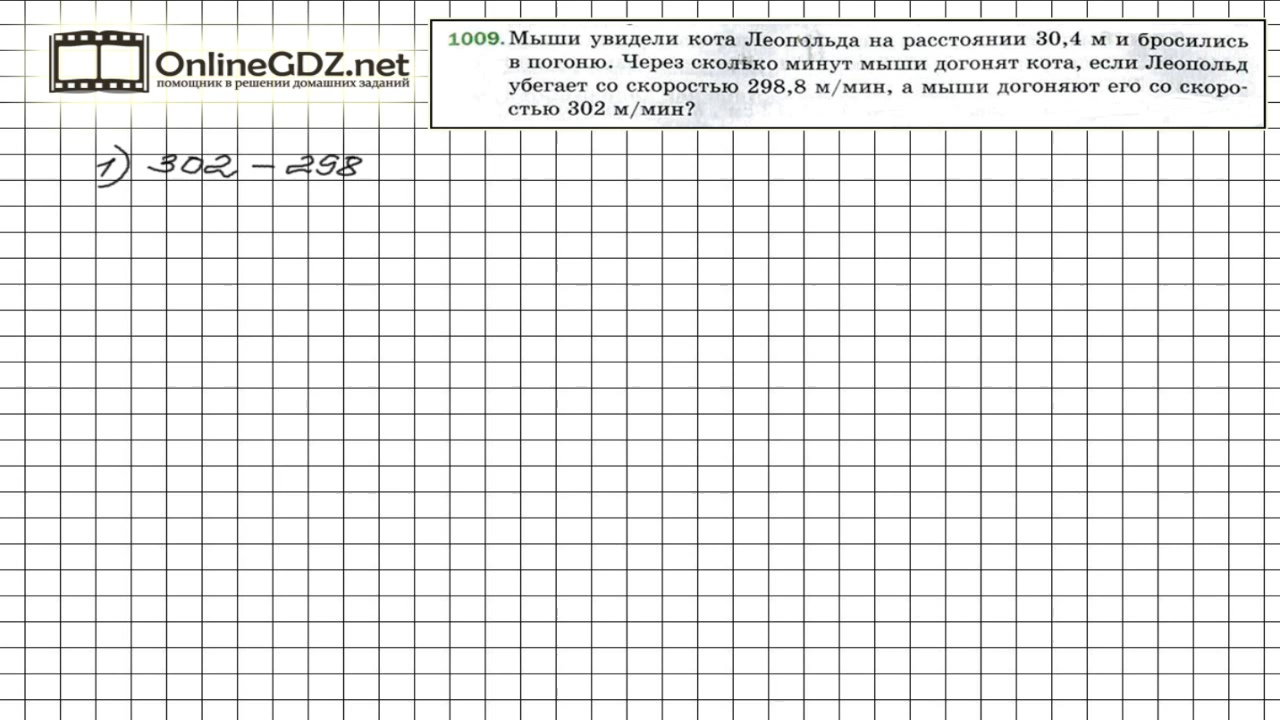 OnlineGDZ.net
помощник в решении домашних заданий
1009. Мыши увидели кота Леопольда на расстоянии 30,4 м и бросились
в погоню. Через сколько минут мыши догонят кота, если Леопольд
убегает со скоростью 298,8 м/мин, а мыши догоняют его со скоро-
стью 302 м/мин?
1) 302 – 298